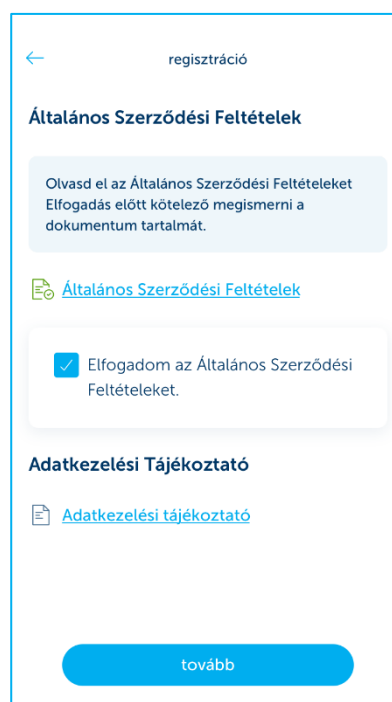 regisztráció
Általános Szerződési Feltételek
Olvasd el az Általános Szerződési Feltételeket
Elfogadás előtt kötelező megismerni a
dokumentum tartalmát.
Általános Szerződési Feltételek
Elfogadom az Általános Szerződési
Feltételeket.
Adatkezelési Tájékoztató
Adatkezelési tájékoztató
tovább